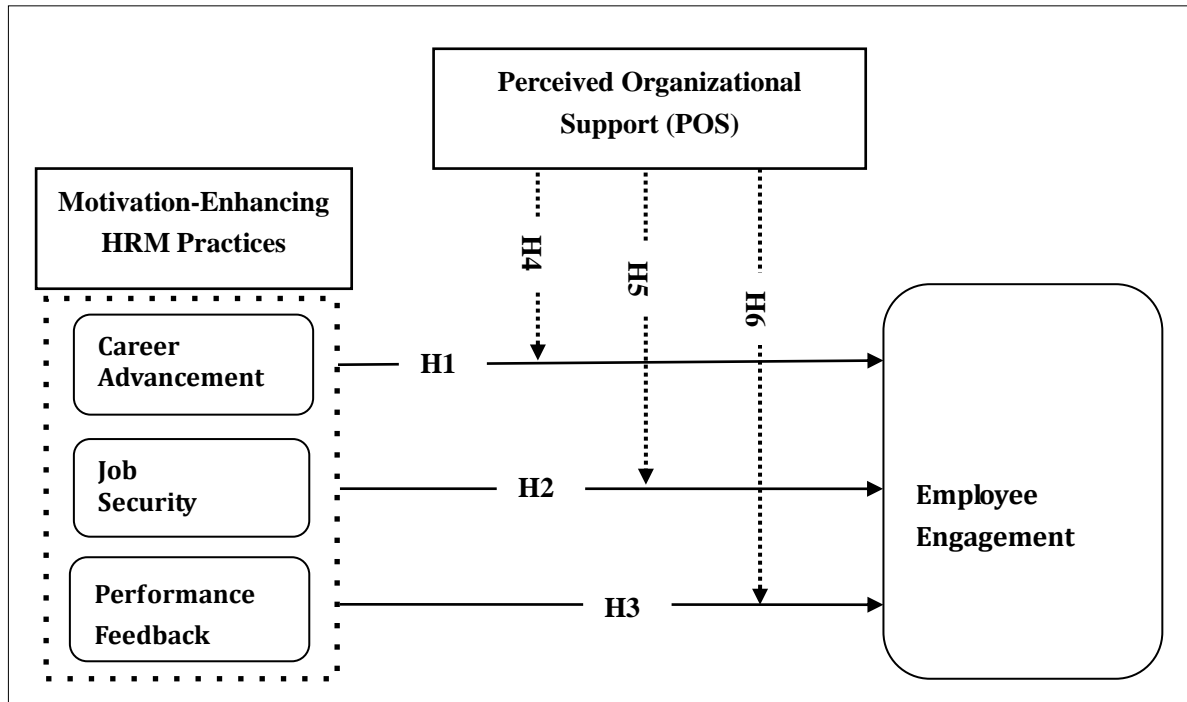 Perceived Organizational
Support (POS)
Motivation-Enhancing
HRM Practices
H4
H5
H6
Career
Advancement
H1
Job
Security
H2
Employee
Engagement
Performance
Feedback
H3